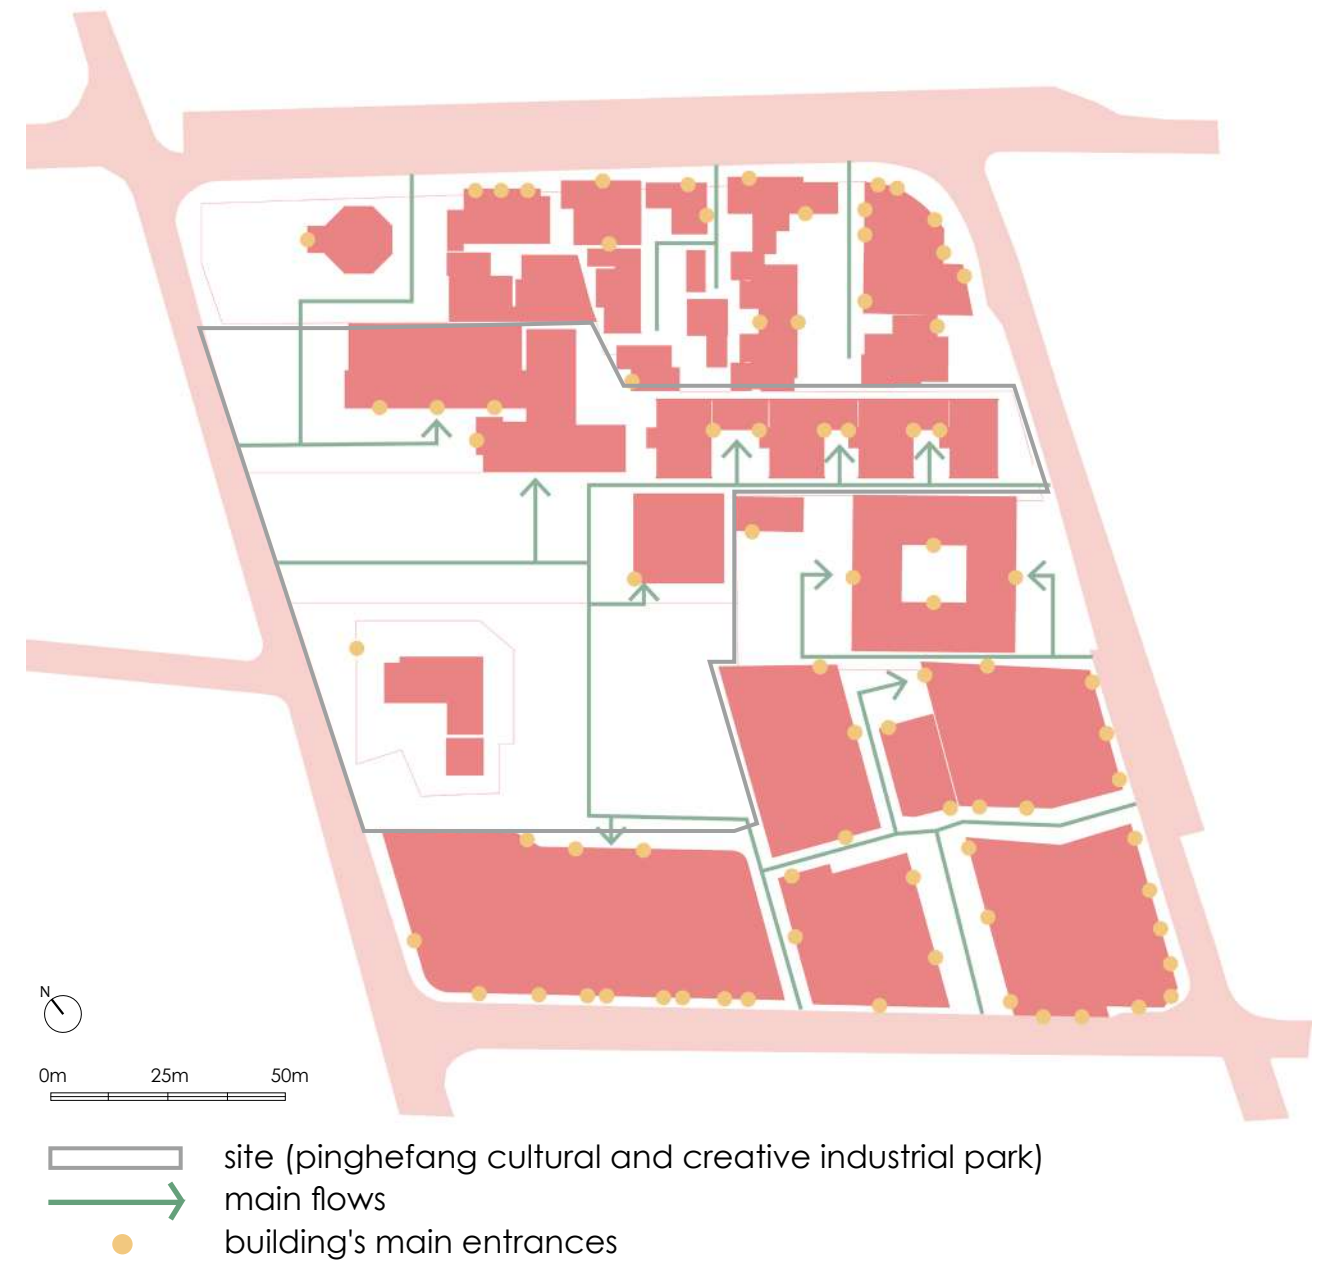 N
0m 25m 50m
site (pinghefang cultural and creative industrial park)
main flows
building's main entrances